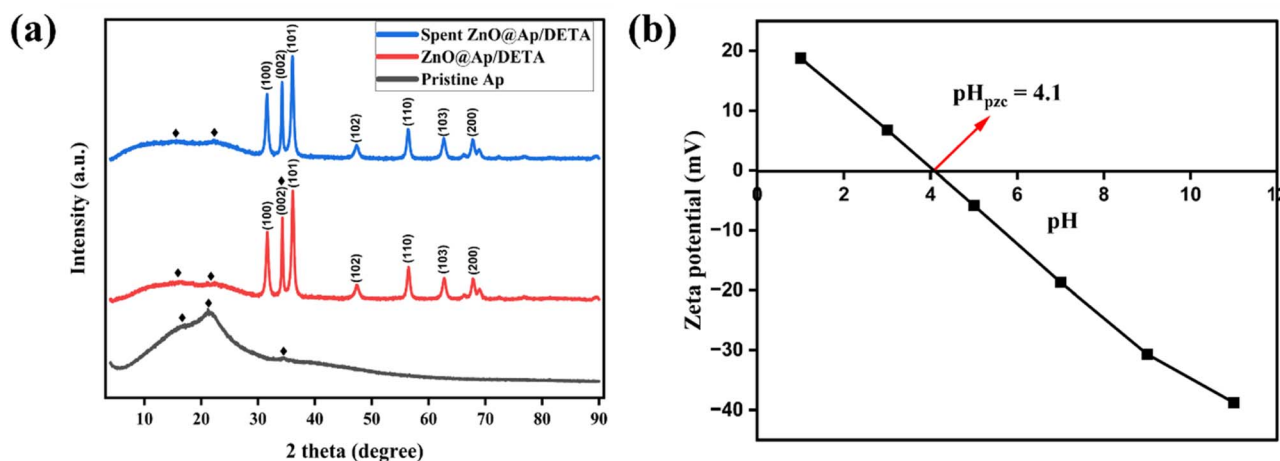 (a)
Intensity (a.u.)
Spent ZnO@Ap/DETA
ZnO@Ap/DETA
Pristine Ap
(100)
(002)
(101)
(102)
(110)
(103)
(200)
(100)
(002)
(101)
(102)
(110)
(103)
(200)
10 20 30 40 50 60 70 80 90
2 theta (degree)
(b)
Zeta potential (mV)
20
10
0
−10
−20
−30
−40
pHpzc = 4.1
0 2 4 6 8 10 12
pH